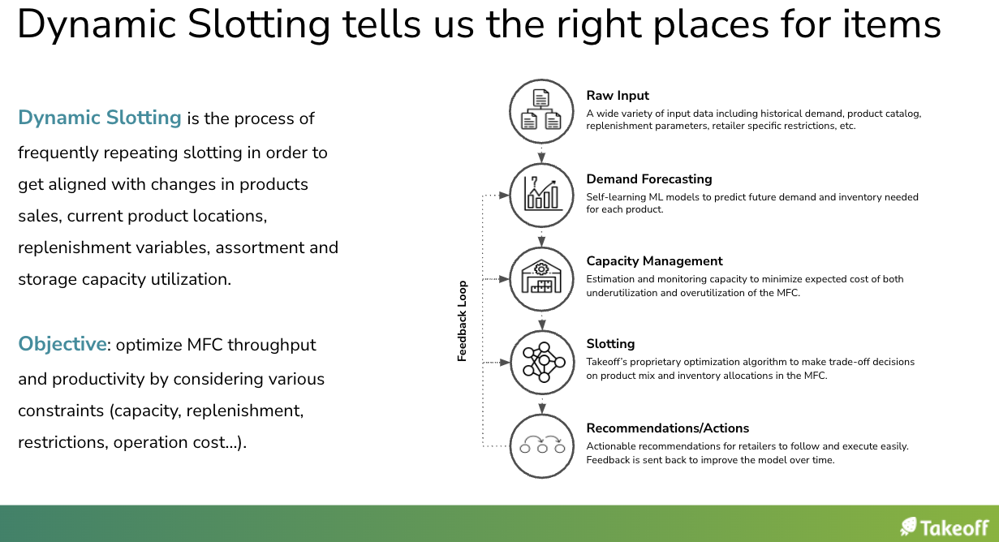 Dynamic Slotting tells us the right places for items
Dynamic Slotting is the process of
frequently repeating slotting in order to
get aligned with changes in products
sales, current product locations,
replenishment variables, assortment and
storage capacity utilization.
Objective: optimize MFC throughput
and productivity by considering various
constraints (capacity, replenishment,
restrictions, operation cost...).
Feedback Loop
Raw Input
A wide variety of input data including historical demand, product catalog,
replenishment parameters, retailer specific restrictions, etc.
?
Demand Forecasting
Self-learning ML models to predict future demand and inventory needed
for each product.
Capacity Management
Estimation and monitoring capacity to minimize expected cost of both
underutilization and overutilization of the MFC.
Slotting
Takeoff's proprietary optimization algorithm to make trade-off decisions
on product mix and inventory allocations in the MFC.
Recommendations/Actions
Actionable recommendations for retailers to follow and execute easily.
Feedback is sent back to improve the model over time.
Takeoff